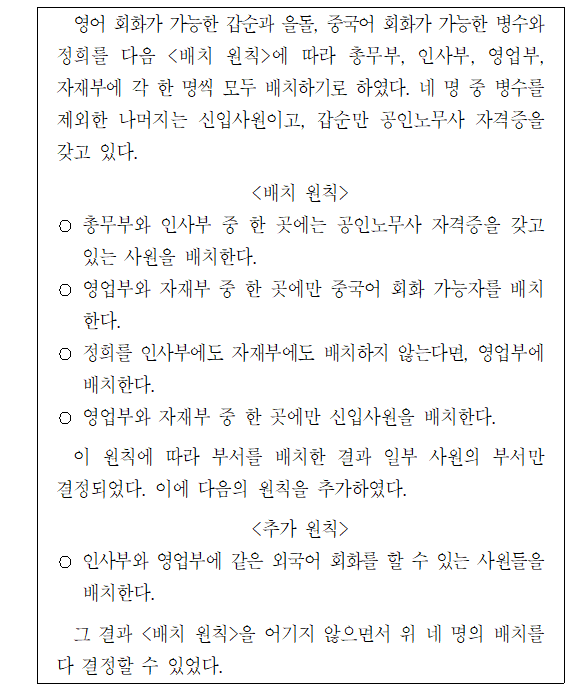 영어 회화가 가능한 갑순과 을돌, 중국어 회화가 가능한 병수와
정희를 다음 <배치 원칙>에 따라 총무부, 인사부, 영업부,
자재부에 각 한 명씩 모두 배치하기로 하였다. 네 명 중 병수를
제외한 나머지는 신입사원이고, 갑순만 공인노무사 자격증을
갖고 있다.
<배치 원칙>
○ 총무부와 인사부 중 한 곳에는 공인노무사 자격증을 갖고
있는 사원을 배치한다.
○ 영업부와 자재부 중 한 곳에만 중국어 회화 가능자를 배치
한다.
○ 정희를 인사부에도 자재부에도 배치하지 않는다면, 영업부에
배치한다.
○ 영업부와 자재부 중 한 곳에만 신입사원을 배치한다.
이 원칙에 따라 부서를 배치한 결과 일부 사원의 부서만
결정되었다. 이에 다음의 원칙을 추가하였다.
<추가 원칙>
○ 인사부와 영업부에 같은 외국어 회화를 할 수 있는 사원들을
배치한다.
그 결과 <배치 원칙>을 어기지 않으면서 위 네 명의 배치를
다 결정할 수 있었다.